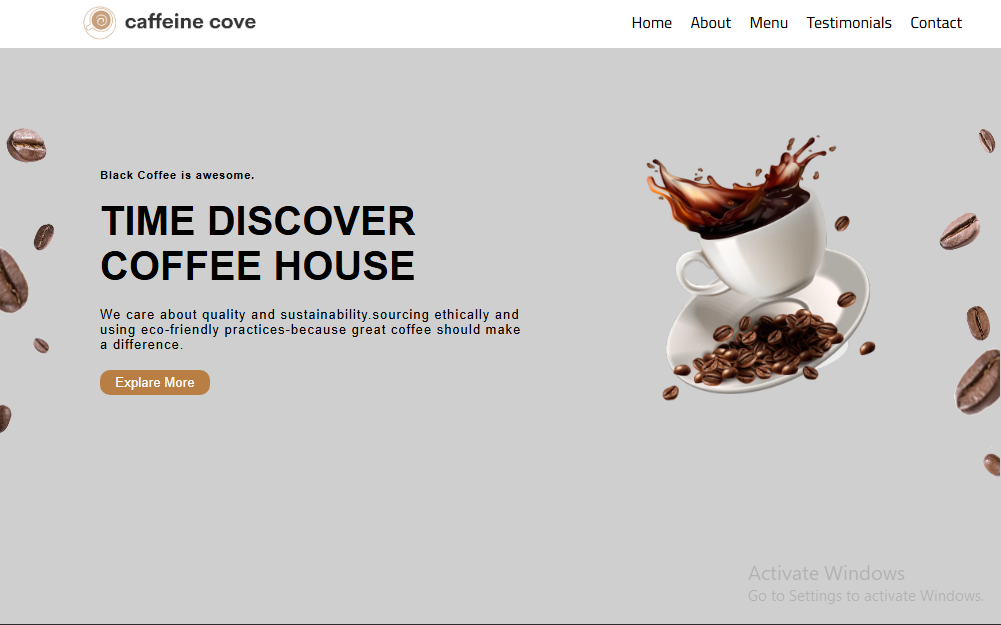 caffeine cove
Home About Menu Testimonials Contact
Black Coffee is awesome.
TIME DISCOVER
COFFEE HOUSE
We care about quality and sustainability.sourcing ethically and
using eco-friendly practices-because great coffee should make
a difference.
Explare More
Activate Windows
Go to Settings to activate Windows.